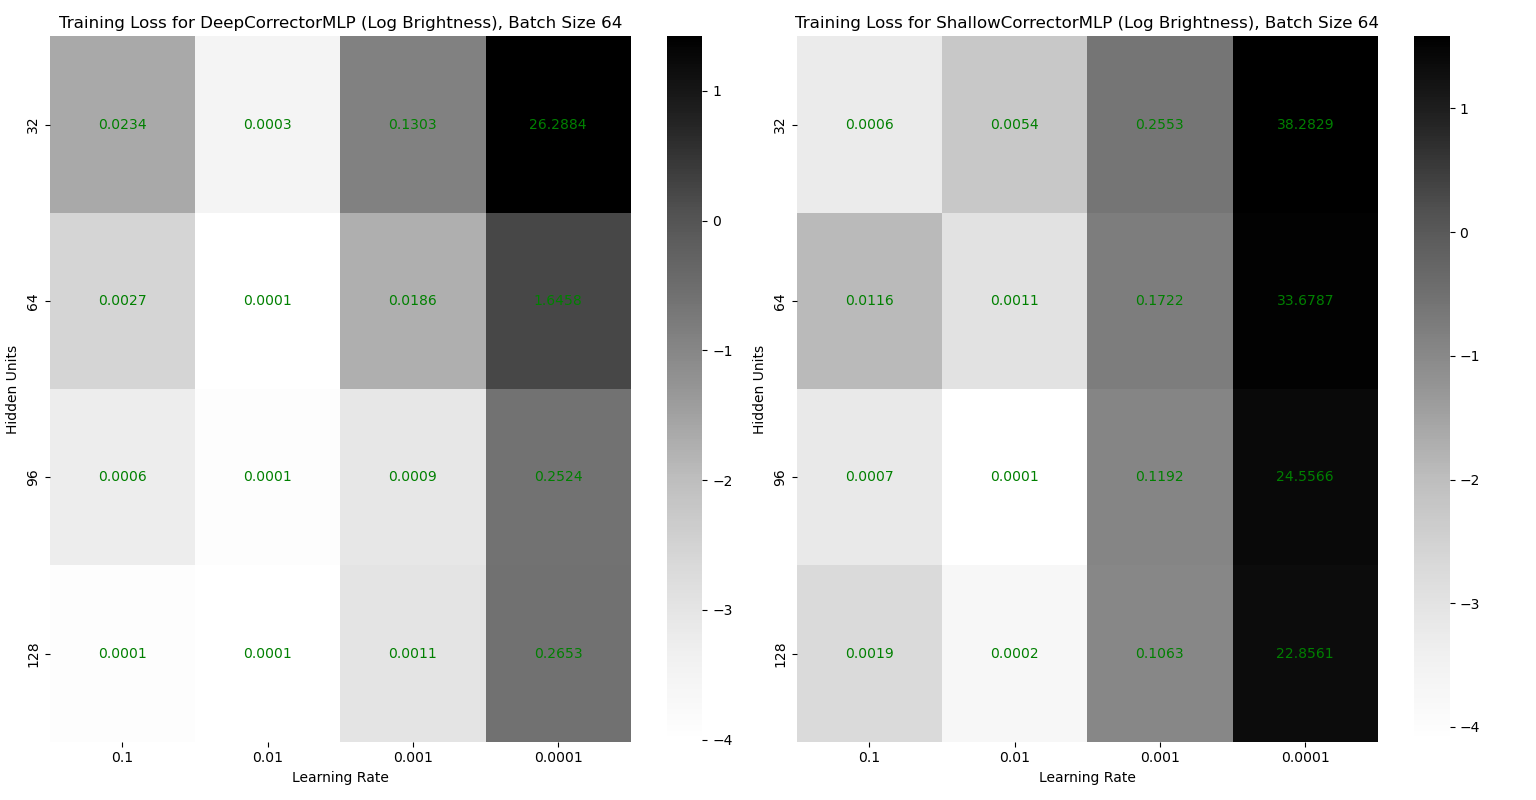 Training Loss for DeepCorrectorMLP (Log Brightness), Batch Size 64
32
0.0234 0.0003 0.1303 26.2884
64
0.0027 0.0001 0.0186
96
0.0006 0.0001 0.0009 0.2524
128
0.0001 0.0001 0.0011 0.2653
Hidden Units
0.1 0.01 0.001 0.0001
Learning Rate
1
0
−1
−2
−3
−4
Training Loss for ShallowCorrectorMLP (Log Brightness), Batch Size 64
32
0.0006 0.0054 0.2553 38.2829
64
0.0116 0.0011 0.1722 33.6787
96
0.0007 0.0001 0.1192 24.5566
128
0.0019 0.0002 0.1063 22.8561
Hidden Units
0.1 0.01 0.001 0.0001
Learning Rate
1
0
−1
−2
−3
−4